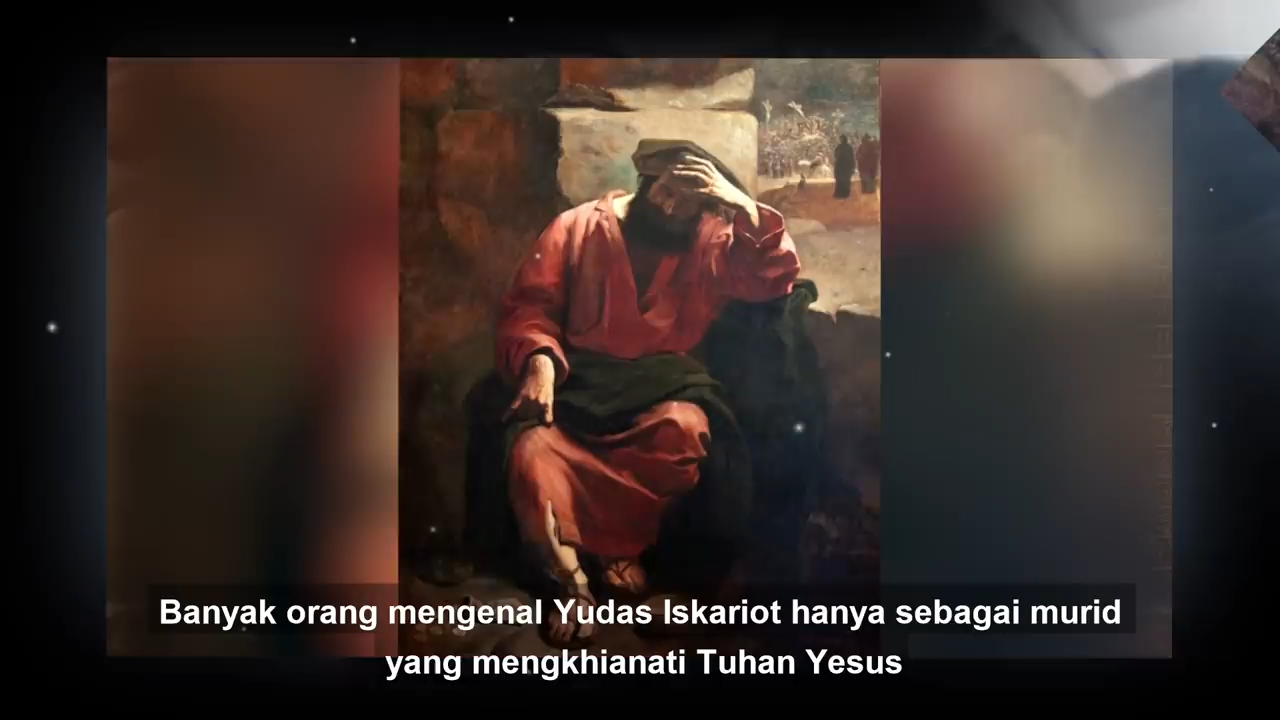 Banyak orang mengenal Yudas Iskariot hanya sebagai murid
yang mengkhianati Tuhan Yesus